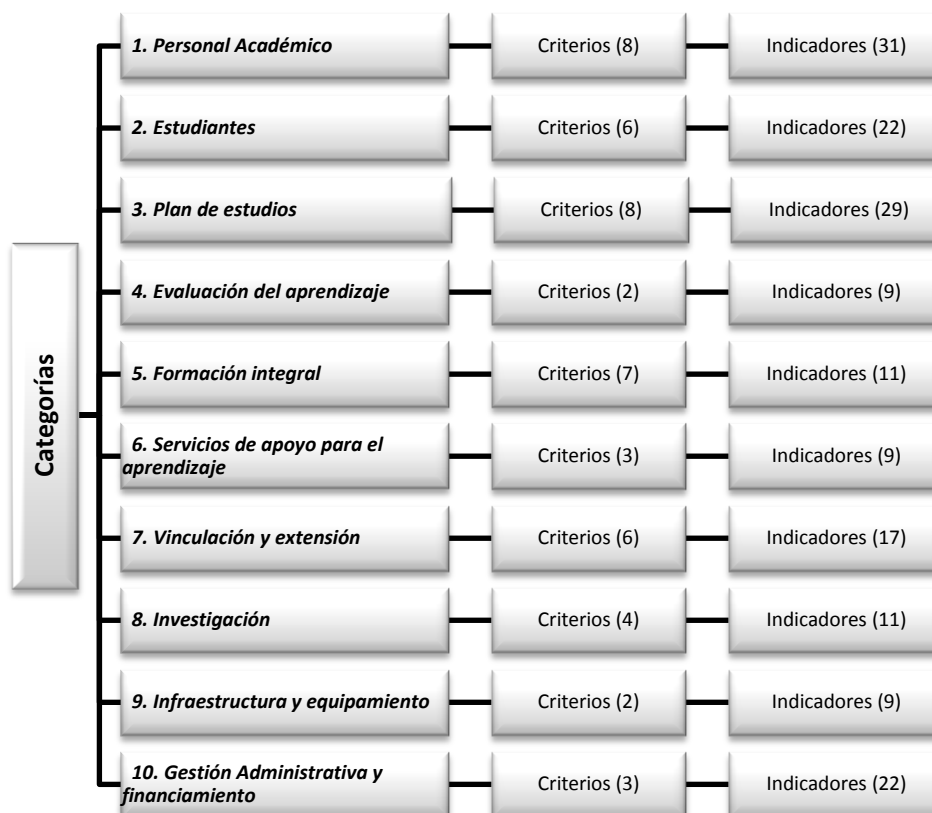 Categorías
1. Personal Académico
Criterios (8)
Indicadores (31)
2. Estudiantes
Criterios (6)
Indicadores (22)
3. Plan de estudios
Criterios (8)
Indicadores (29)
4. Evaluación del aprendizaje
Criterios (2)
Indicadores (9)
5. Formación integral
Criterios (7)
Indicadores (11)
6. Servicios de apoyo para el
aprendizaje
Criterios (3)
Indicadores (9)
7. Vinculación y extensión
Criterios (6)
Indicadores (17)
8. Investigación
Criterios (4)
Indicadores (11)
9. Infraestructura y equipamiento
Criterios (2)
Indicadores (9)
10. Gestión Administrativa y
financiamiento
Criterios (3)
Indicadores (22)